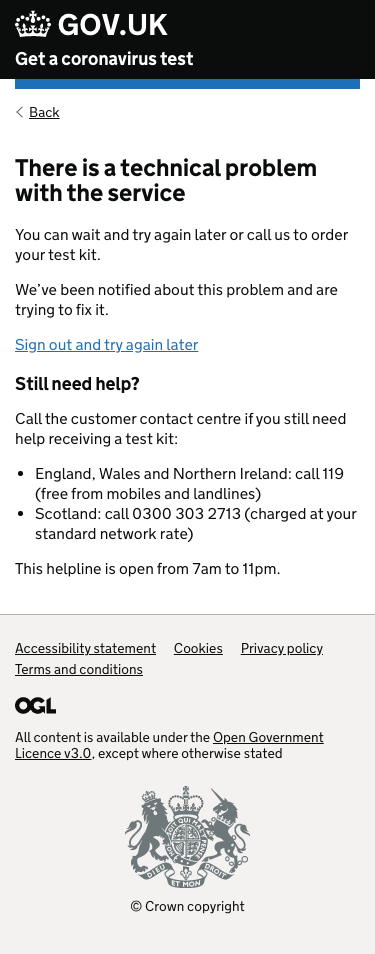 GOV.UK
Get a coronavirus test
Back
There is a technical problem
with the service
You can wait and try again later or call us to order
your test kit.
We’ve been notified about this problem and are
trying to fix it.
Sign out and try again later
Still need help?
Call the customer contact centre if you still need
help receiving a test kit:
• England, Wales and Northern Ireland: call 119
(free from mobiles and landlines)
• Scotland: call 0300 303 2713 (charged at your
standard network rate)
This helpline is open from 7am to 11pm.
Accessibility statement Cookies Privacy policy
Terms and conditions
OGL
All content is available under the Open Government
Licence v3.0, except where otherwise stated
DIEU ET MON DROIT
© Crown copyright